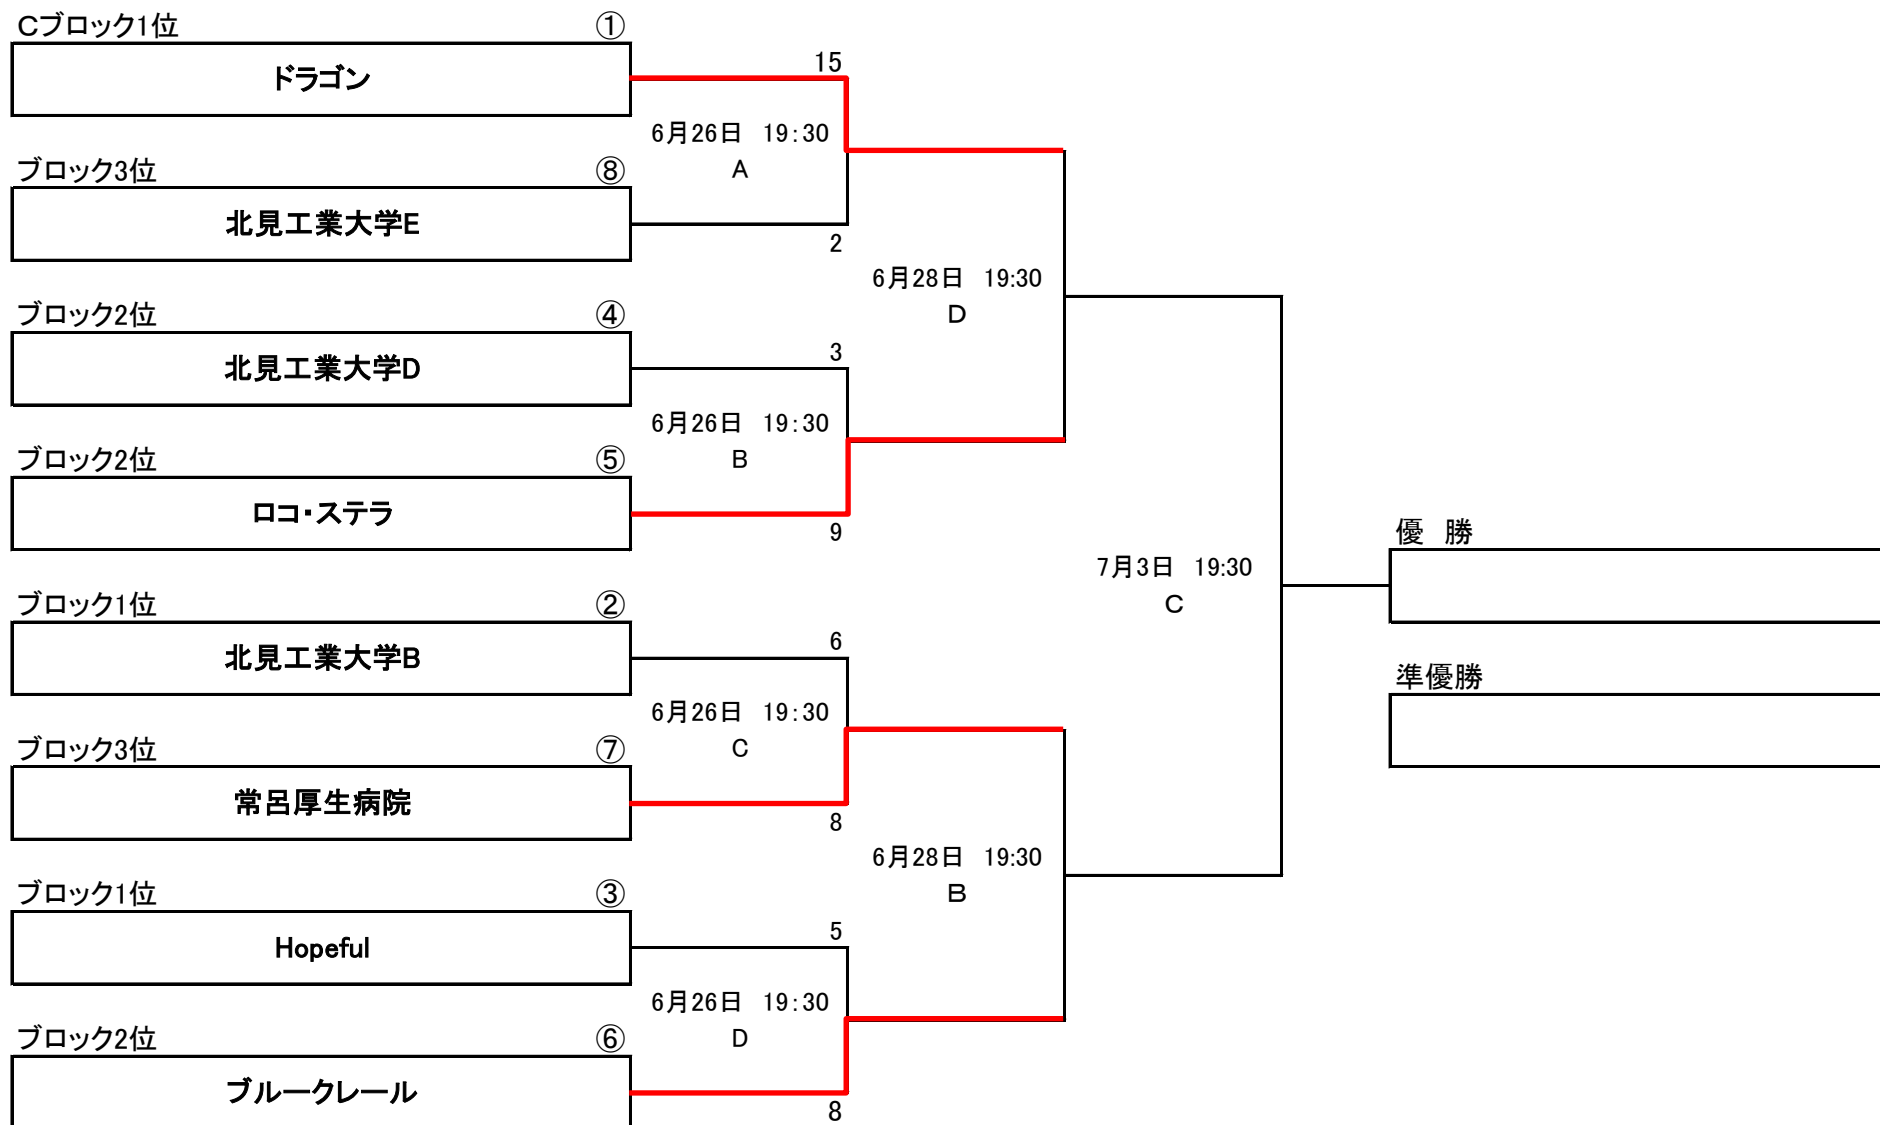 Cブロック1位 ①
ドラゴン
15
6月26日 19:30
A
ブロック3位 ⑧
北見工業大学E
2
6月28日 19:30
D
ブロック2位 ④
北見工業大学D
3
6月26日 19:30
B
ブロック2位 ⑤
ロコ・ステラ
9
優 勝
7月3日 19:30
C
ブロック1位 ②
北見工業大学B
6
準優勝
6月26日 19:30
C
ブロック3位 ⑦
常呂厚生病院
8
6月28日 19:30
B
ブロック1位 ③
Hopeful
5
6月26日 19:30
D
ブロック2位 ⑥
ブルークレール
8